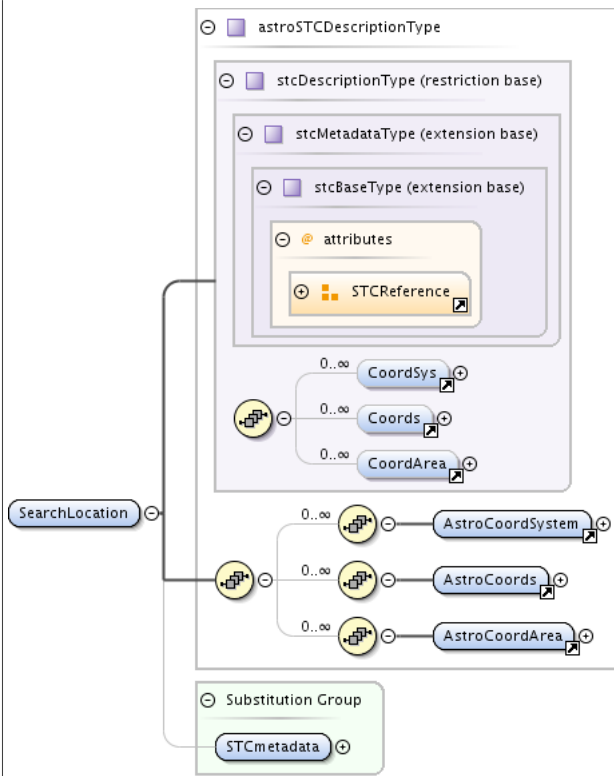 astroSTCDescriptionType
stcDescriptionType (restriction base)
stcMetadataType (extension base)
stcBaseType (extension base)
@ attributes
STCReference
0..∞
CoordSys
0..∞
Coords
0..∞
CoordArea
SearchLocation
0..∞
AstroCoordSystem
0..∞
AstroCoords
0..∞
AstroCoordArea
Substitution Group
STCmetadata